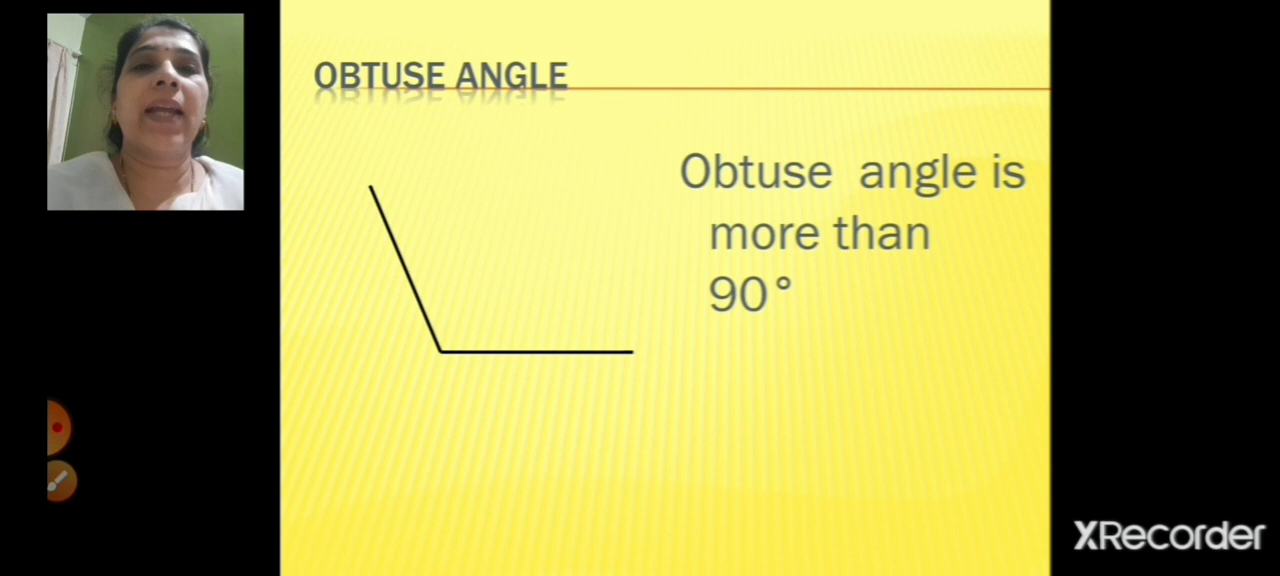 OBTUSE ANGLE
Obtuse angle is
more than
90°
XRecorder